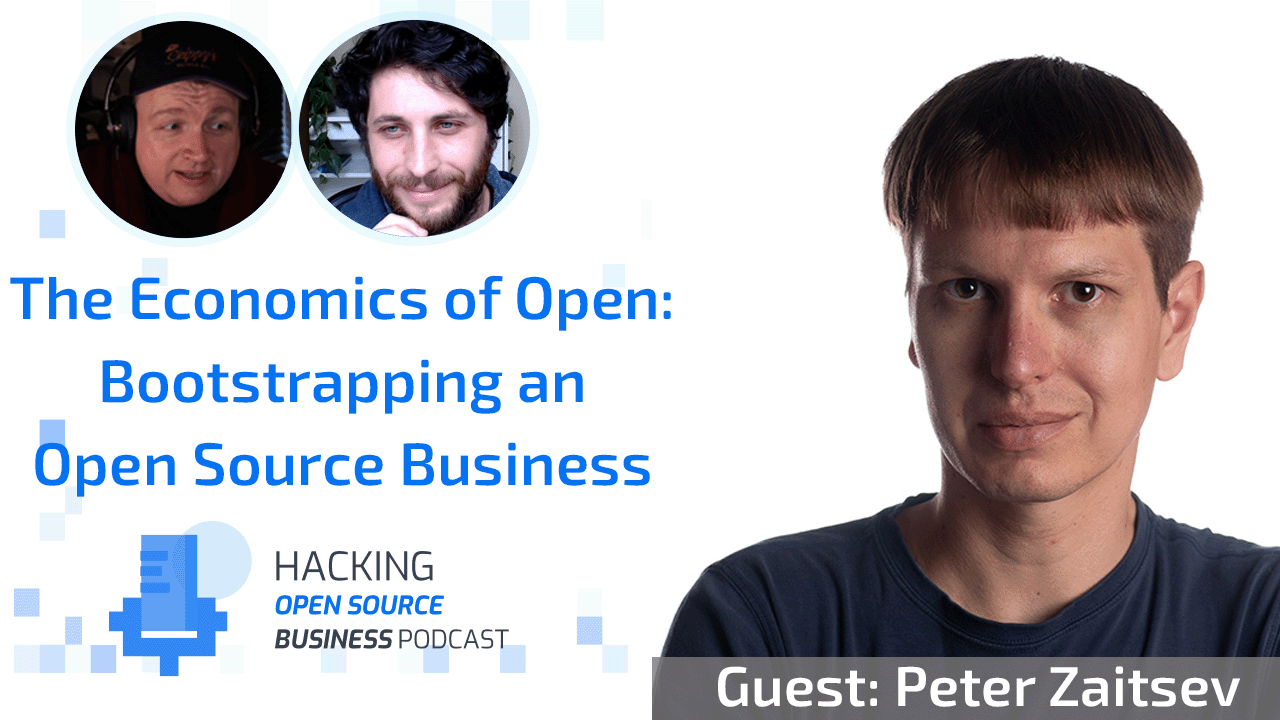 The Economics of Open:
Bootstrapping an
Open Source Business
HACKING
OPEN SOURCE
BUSINESS PODCAST
Guest: Peter Zaitsev